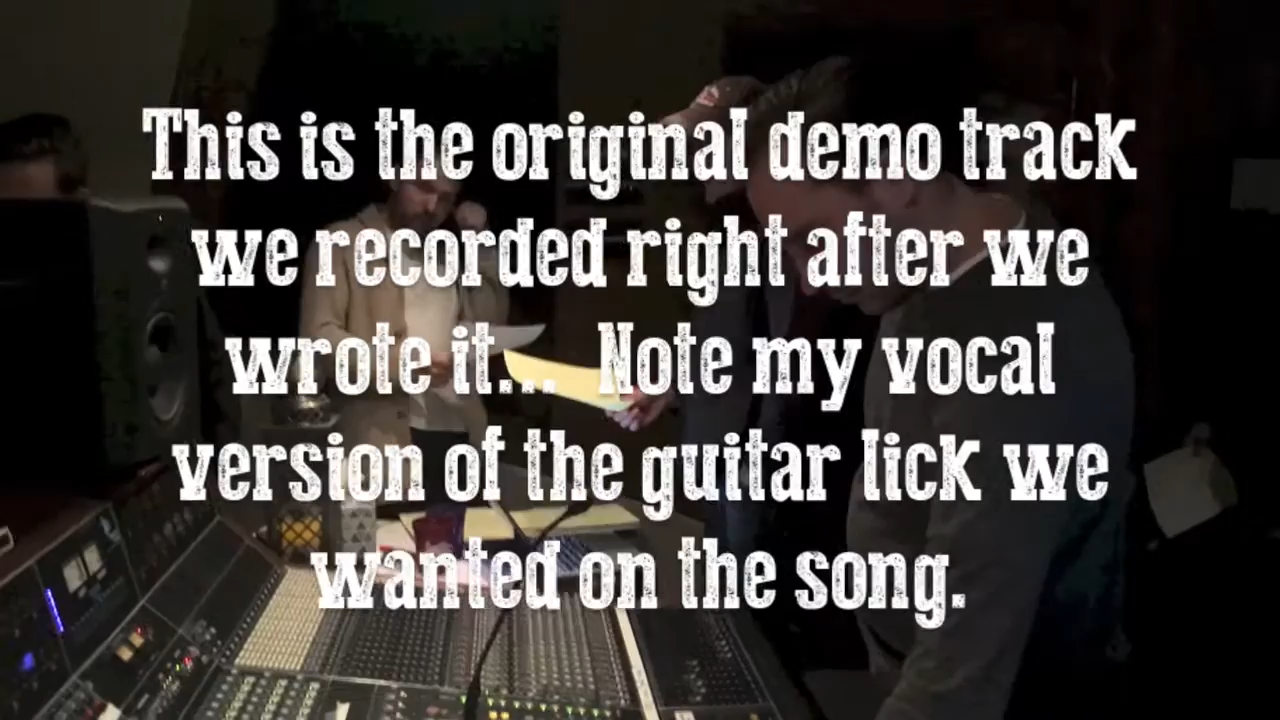 This is the original demo track
we recorded right after we
wrote it... Note my vocal
version of the guitar lick we
wanted on the song.